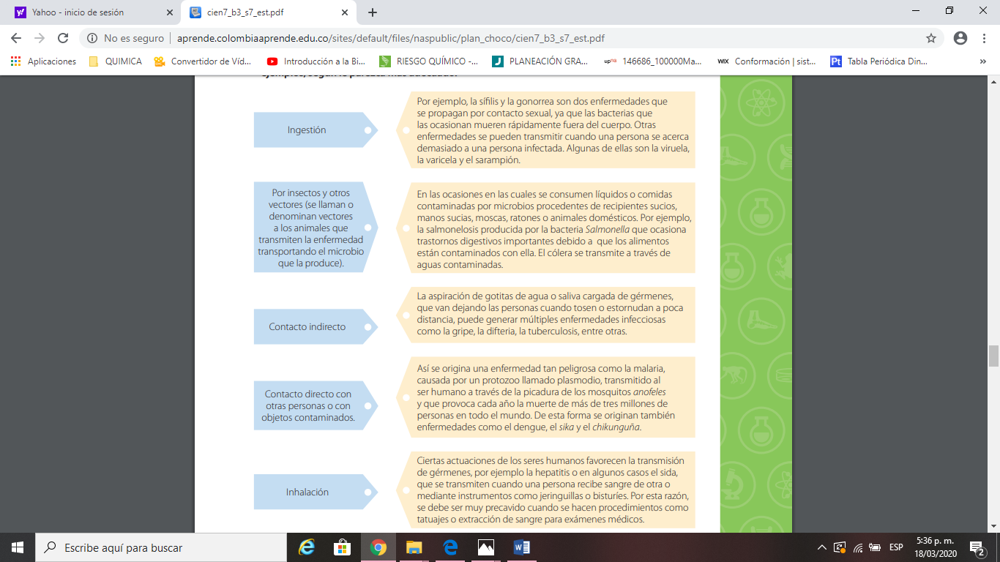 Yahoo - inicio de sesión
cien7_b3_s7_est.pdf
No es seguro
aprende.colombiaaprende.edu.co/sites/default/files/naspublic/plan_choco/cien7_b3_s7_est.pdf
Aplicaciones
QUIMICA
Convertidor de Víd...
Introducción a la Bi...
RIESGO QUÍMICO -...
PLANEACIÓN GRA...
146686_100000Ma...
Conformación | sist...
Tabla Periódica Din...
Ingestión
Por ejemplo, la sífilis y la gonorrea son dos enfermedades que
se propagan por contacto sexual, ya que las bacterias que
las ocasionan mueren rápidamente fuera del cuerpo. Otras
enfermedades se pueden transmitir cuando una persona se acerca
demasiado a una persona infectada. Algunas de ellas son la viruela,
la varicela y el sarampión.
Por insectos y otros
vectores (se llaman o
denominan vectores
a los animales que
transmiten la enfermedad
transportando el microbio
que la produce).
En las ocasiones en las cuales se consumen líquidos o comidas
contaminadas por microbios procedentes de recipientes sucios,
manos sucias, moscas, ratones o animales domésticos. Por ejemplo,
la salmonelosis producida por la bacteria Salmonella que ocasiona
trastornos digestivos importantes debido a que los alimentos
están contaminados con ella. El cólera se transmite a través de
aguas contaminadas.
Contacto indirecto
La aspiración de gotitas de agua o saliva cargada de gérmenes,
que van dejando las personas cuando tosen o estornudan a poca
distancia, puede generar múltiples enfermedades infecciosas
como la gripe, la difteria, la tuberculosis, entre otras.
Contacto directo con
otras personas o con
objetos contaminados.
Así se origina una enfermedad tan peligrosa como la malaria,
causada por un protozoo llamado plasmodio, transmitido al
ser humano a través de la picadura de los mosquitos anofeles
y que provoca cada año la muerte de más de tres millones de
personas en todo el mundo. De esta forma se originan también
enfermedades como el dengue, el sika y el chikunguña.
Inhalación
Ciertas actuaciones de los seres humanos favorecen la transmisión
de gérmenes, por ejemplo la hepatitis o en algunos casos el sida,
que se transmiten cuando una persona recibe sangre de otra o
mediante instrumentos como jeringuillas o bisturíes. Por esta razón,
se debe ser muy precavido cuando se hacen procedimientos como
tatuajes o extracción de sangre para exámenes médicos.
Escribe aquí para buscar
ESP
5:36 p. m.
18/03/2020
2